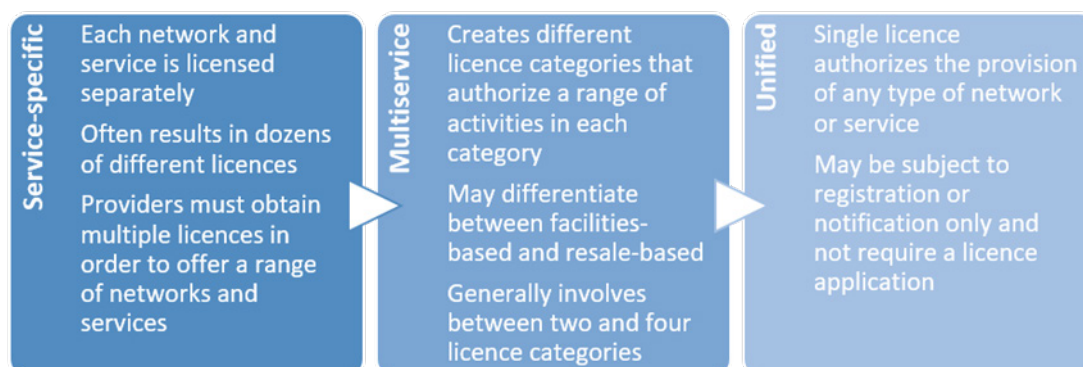 Service-specific
Each network and
service is licensed
separately
Often results in dozens
of different licences
Providers must obtain
multiple licences in
order to offer a range
of networks and
services
Multiservice
Creates different
licence categories that
authorize a range of
activities in each
category
May differentiate
between facilities-
based and resale-based
Generally involves
between two and four
licence categories
Unified
Single licence
authorizes the provision
of any type of network
or service
May be subject to
registration or
notification only and
not require a licence
application